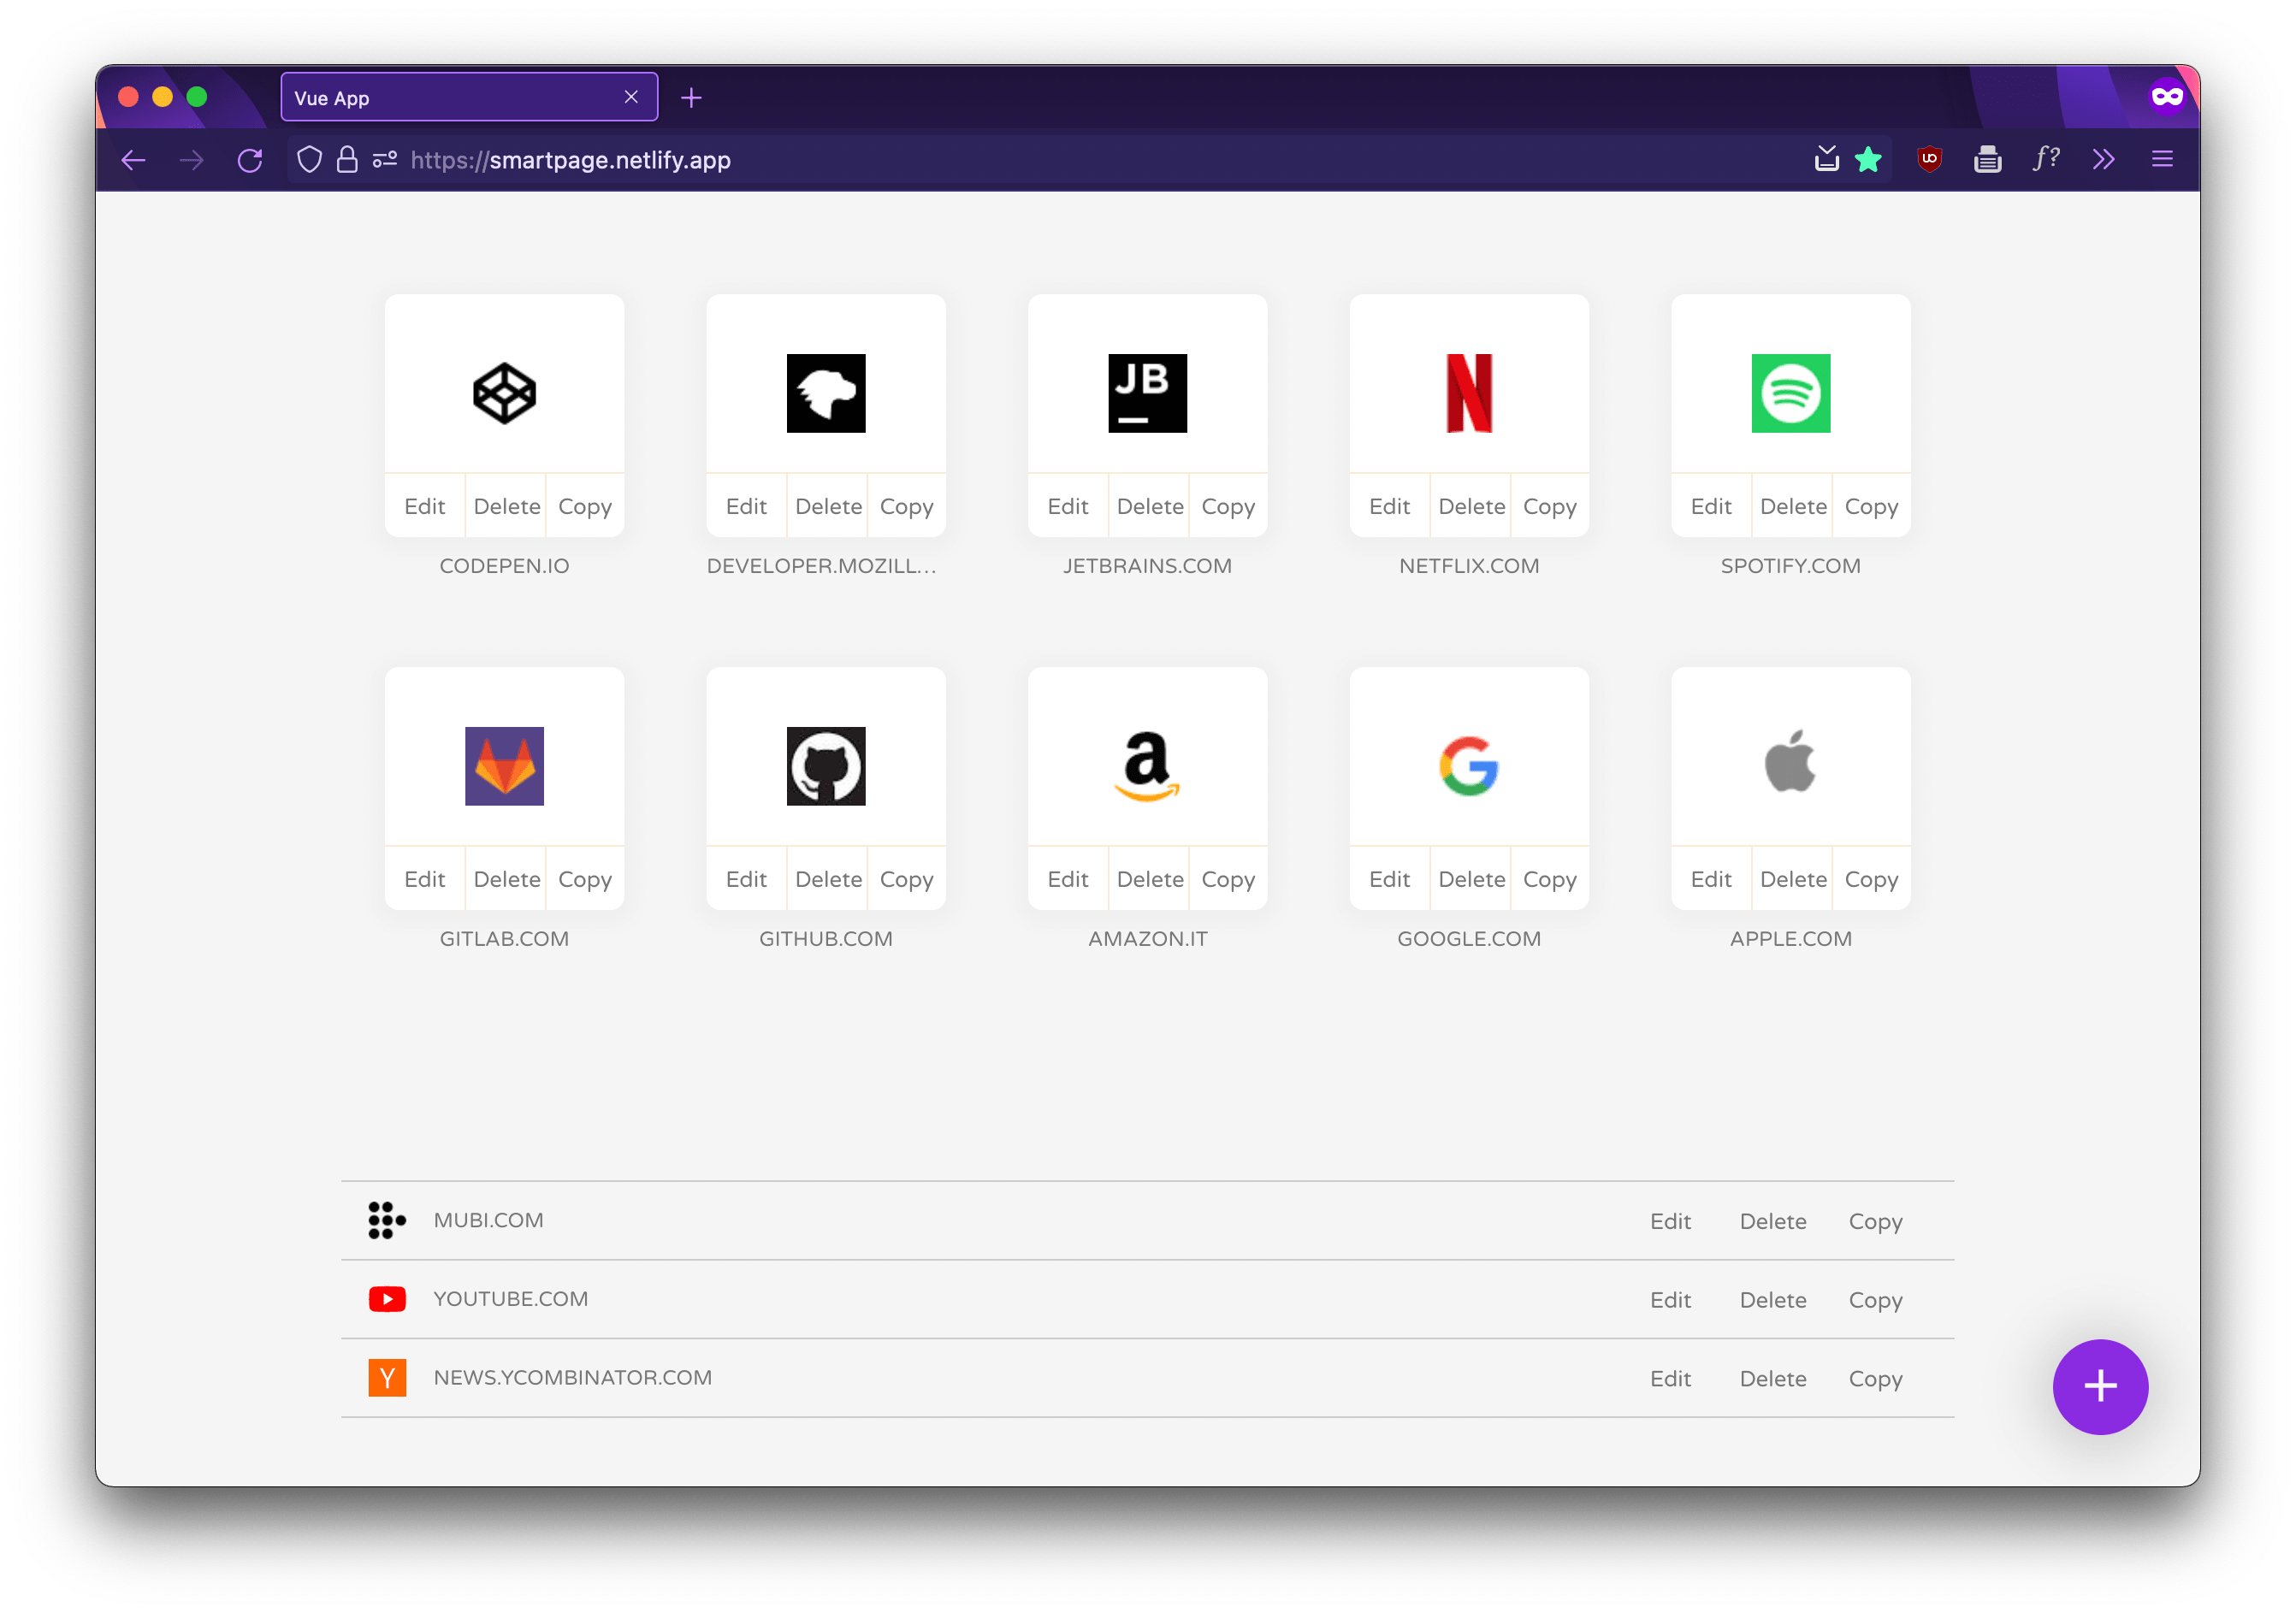 Vue App
https://smartpage.netlify.app
JB
Edit Delete Copy Edit Delete Copy Edit Delete Copy Edit Delete Copy Edit Delete Copy
CODEPEN.IO DEVELOPER.MOZILL... JETBRAINS.COM NETFLIX.COM SPOTIFY.COM
Edit Delete Copy Edit Delete Copy Edit Delete Copy Edit Delete Copy Edit Delete Copy
GITLAB.COM GITHUB.COM AMAZON.IT GOOGLE.COM APPLE.COM
MUBI.COM Edit Delete Copy
YOUTUBE.COM Edit Delete Copy
Y NEWS.YCOMBINATOR.COM Edit Delete Copy